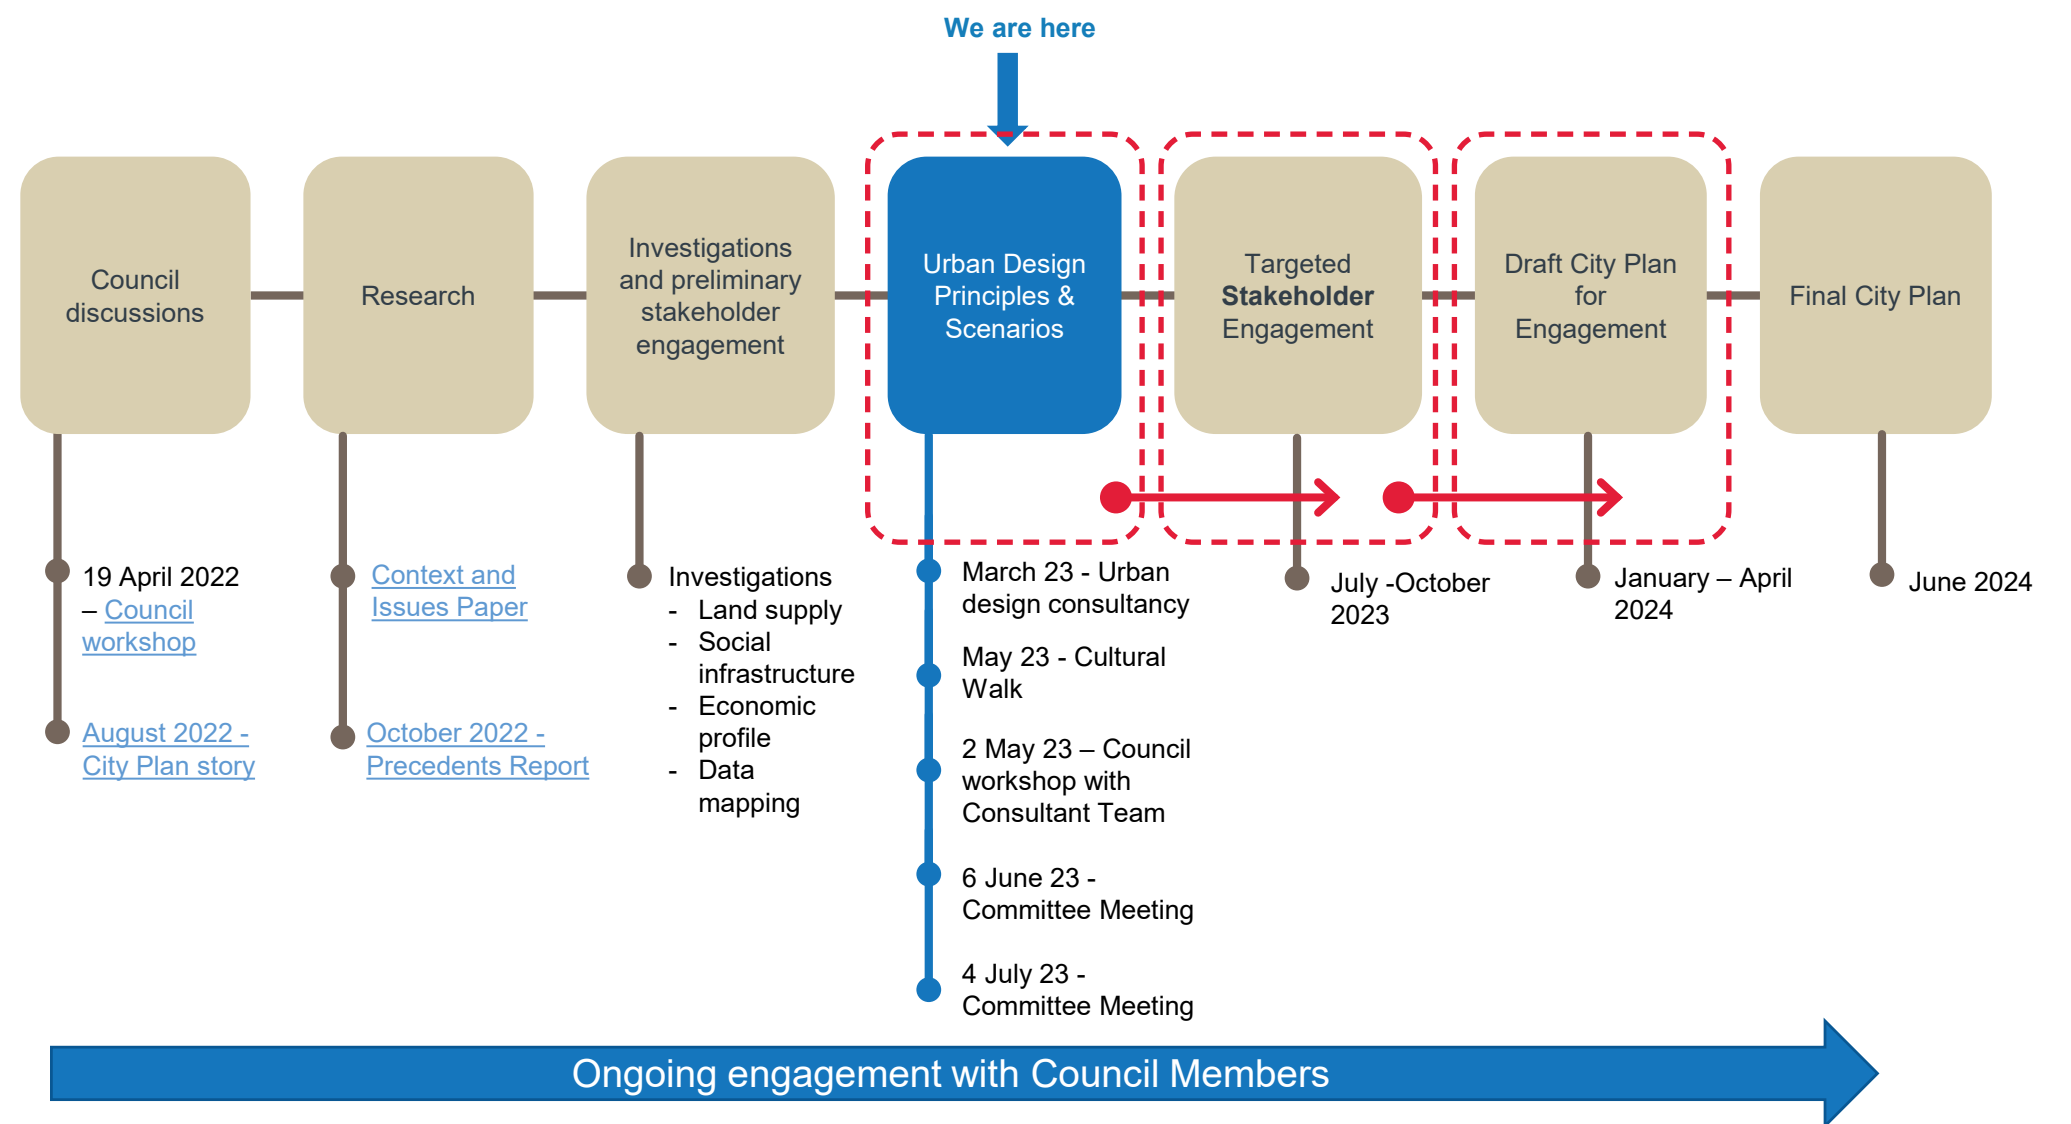 We are here
Council
discussions
Research
Investigations
and preliminary
stakeholder
engagement
Urban Design
Principles &
Scenarios
Targeted
Stakeholder
Engagement
Draft City Plan
for
Engagement
Final City Plan
19 April 2022
– Council
workshop
August 2022 -
City Plan story
Context and
Issues Paper
October 2022 -
Precedents Report
Investigations
- Land supply
- Social
infrastructure
- Economic
profile
- Data
mapping
March 23 - Urban
design consultancy
May 23 - Cultural
Walk
2 May 23 – Council
workshop with
Consultant Team
6 June 23 -
Committee Meeting
4 July 23 -
Committee Meeting
July -October
2023
January – April
2024
June 2024
Ongoing engagement with Council Members